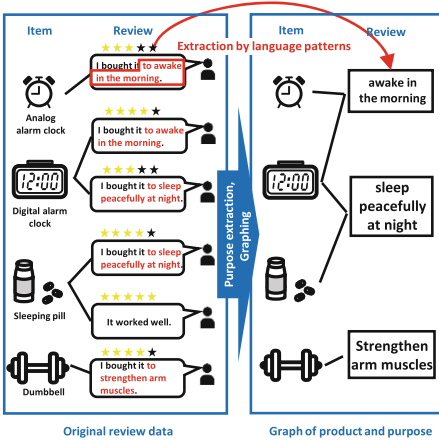 Item Review
I bought it to awake
in the morning.
Analog
alarm clock
I bought it to awake
in the morning.
12:00
Digital alarm
clock
I bought it to sleep
peacefully at night.
I bought it to sleep
peacefully at night.
Sleeping pill
It worked well.
I bought it to
strengthen arm
muscles.
Dumbbell
Original review data
Extraction by language patterns
Purpose extraction,
Graphing
Item Review
awake in
the morning
12:00
sleep
peacefully
at night
Strengthen
arm muscles
Graph of product and purpose